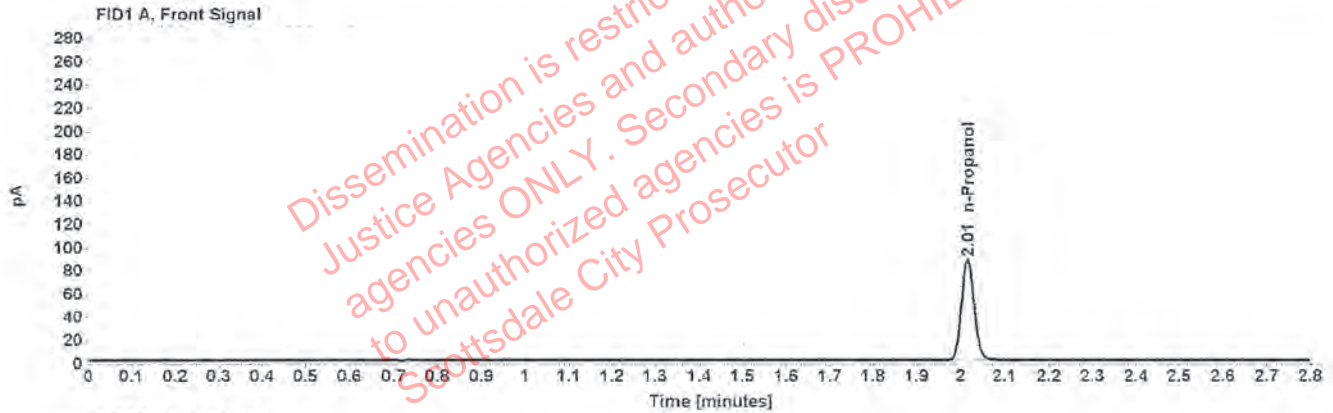 FID1 A, Front Signal
280
260
240
220
200
180
160
140
120
100
80
60
40
20
0
pA
2.01 n-Propanol
0 0.1 0.2 0.3 0.4 0.5 0.6 0.7 0.8 0.9 1 1.1 1.2 1.3 1.4 1.5 1.6 1.7 1.8 1.9 2 2.1 2.2 2.3 2.4 2.5 2.6 2.7 2.8
Time [minutes]
Dissemination is
Justice Agencies and
agencies ONLY. Secondary
to unauthorized agencies is
Scottsdale City Prosecutor